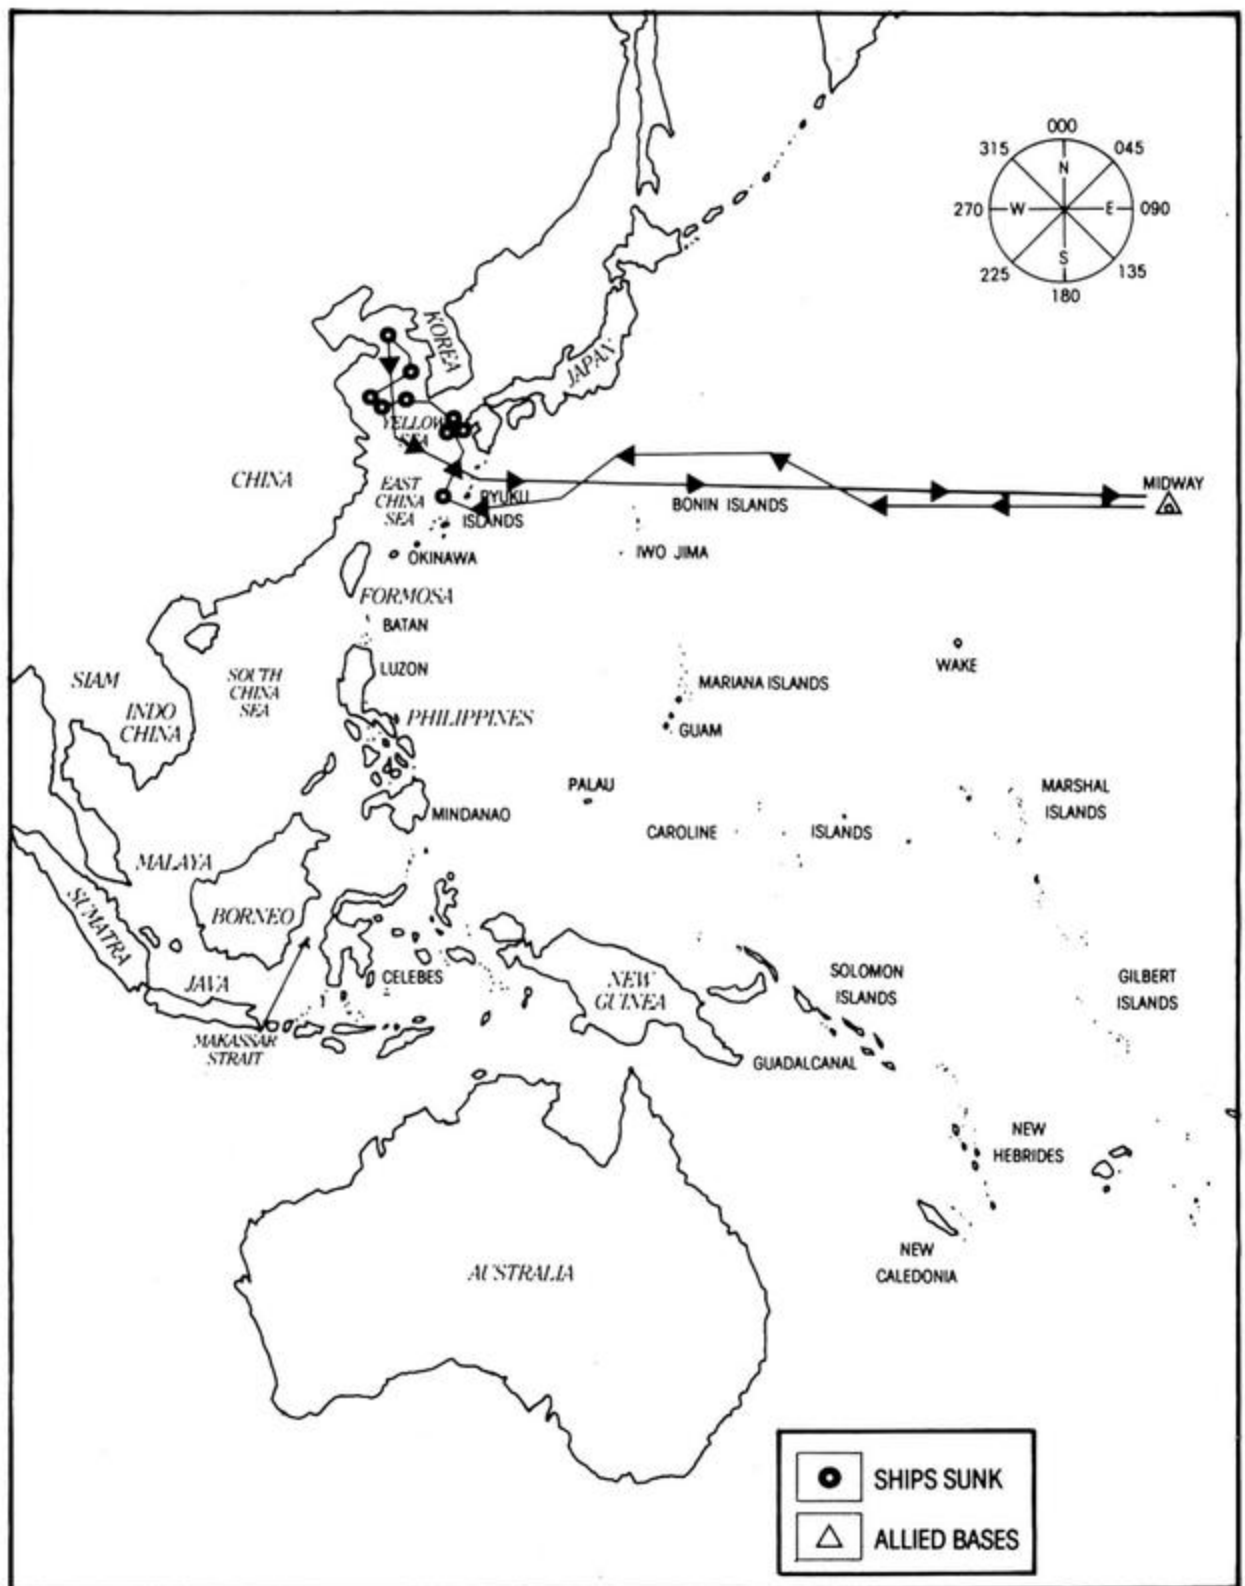 000
315
045
N
270
W
E
090
S
225
135
180
KOREA
JAPAN
YELLOW
SEA
CHINA
EAST
CHINA
SEA
RYUKU
ISLANDS
BONIN ISLANDS
MIDWAY
OKINAWA
IWO JIMA
FORMOSA
BATAN
LUZON
SOUTH
CHINA
SEA
SIAM
INDO
CHINA
PHILIPPINES
MARIANA ISLANDS
GUAM
WAKE
PALAU
MINDANAO
CAROLINE
ISLANDS
MARSHAL
ISLANDS
MALAYA
SUMATRA
BORNEO
JAVA
CELEBES
NEW
GUINEA
SOLOMON
ISLANDS
GILBERT
ISLANDS
MAKASSAR
STRAIT
GUADALCANAL
NEW
HEBRIDES
NEW
CALEDONIA
AUSTRALIA
SHIPS SUNK
ALLIED BASES